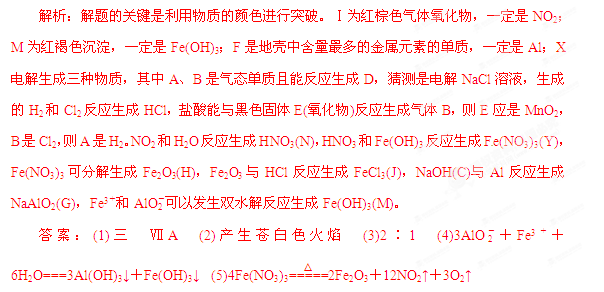 解析：解题的关键是利用物质的颜色进行突破。Ⅰ为红棕色气体氧化物，一定是 NO₂；
M 为红褐色沉淀，一定是 Fe(OH)₃；F 是地壳中含量最多的金属元素的单质，一定是 Al；X
电解生成三种物质，其中 A、B 是气态单质且能反应生成 D，猜测是电解 NaCl 溶液，生成
的 H₂ 和 Cl₂ 反应生成 HCl，盐酸能与黑色固体 E(氧化物)反应生成气体 B，则 E 应是 MnO₂，
B 是 Cl₂，则 A 是 H₂。NO₂ 和 H₂O 反应生成 HNO₃(N)，HNO₃ 和 Fe(OH)₃ 反应生成 Fe(NO₃)₃(Y)，
Fe(NO₃)₃ 可分解生成 Fe₂O₃(H)，Fe₂O₃ 与 HCl 反应生成 FeCl₃(J)，NaOH(C)与 Al 反应生成
NaAlO₂(G)，Fe³⁺和 AlO₂⁻可以发生双水解反应生成 Fe(OH)₃(M)。
答案：(1)三 ⅦA (2)产生苍白色火焰 (3)2∶1 (4)3AlO₂⁻＋Fe³⁺＋
6H₂O===3Al(OH)₃↓＋Fe(OH)₃↓ (5)4Fe(NO₃)₃=====△2Fe₂O₃＋12NO₂↑＋3O₂↑